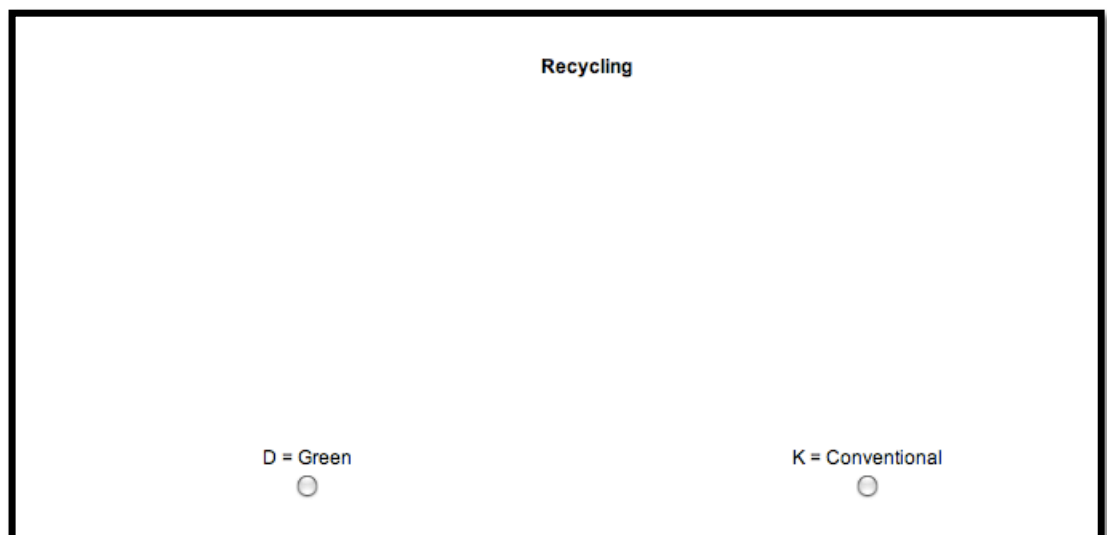 Recycling
D = Green K = Conventional